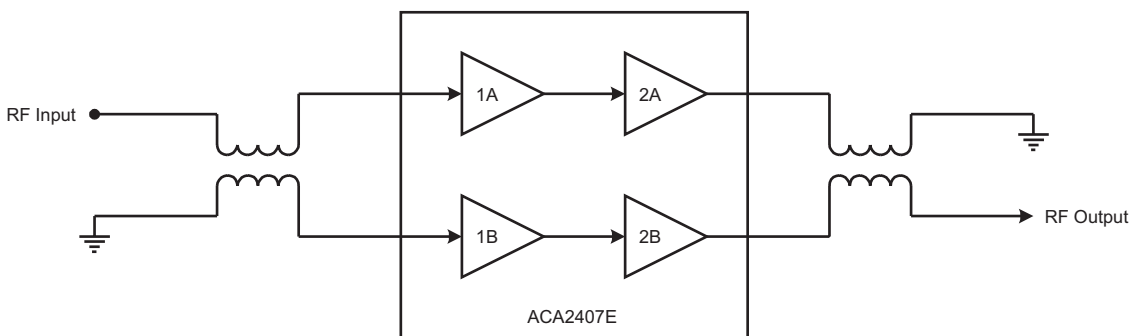 RF Input
1A
2A
1B
2B
RF Output
ACA2407E